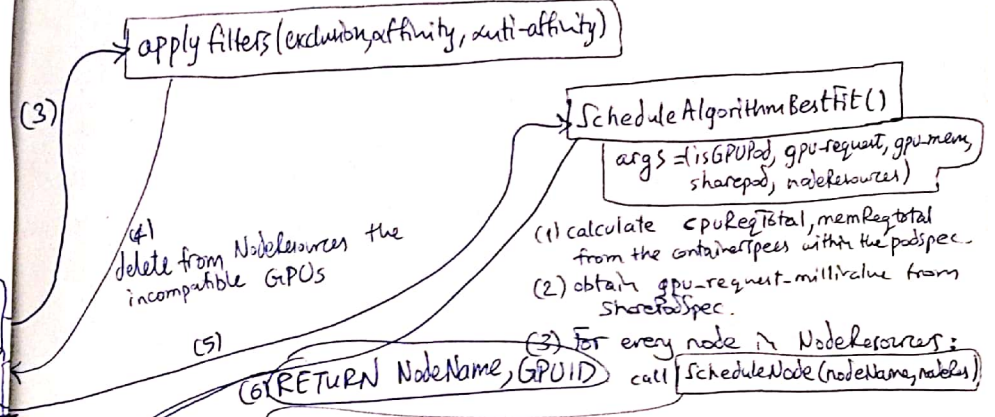 apply filters (exclusion, affinity, anti-affinity)
(3)
ScheduleAlgorithmBestFit()
args = (isGPUPod, gpu-request, gpu-mem,
sharepod, nodeResources)
(4)
delete from NodeResources the
incompatible GPUs
(1) calculate cpuReqTotal, memReqtotal
from the containerspecs within the podspec.
(2) obtain gpu-request-millivalue from
SharePodSpec.
(3) For every node in NodeResources:
call ScheduleNode(nodeName, nodeRes)
(5)
(6) RETURN NodeName, GPUID